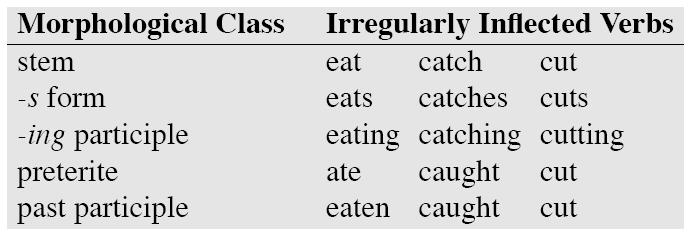 Morphological Class Irregularly Inflected Verbs
stem eat catch cut
-s form eats catches cuts
-ing participle eating catching cutting
preterite ate caught cut
past participle eaten caught cut